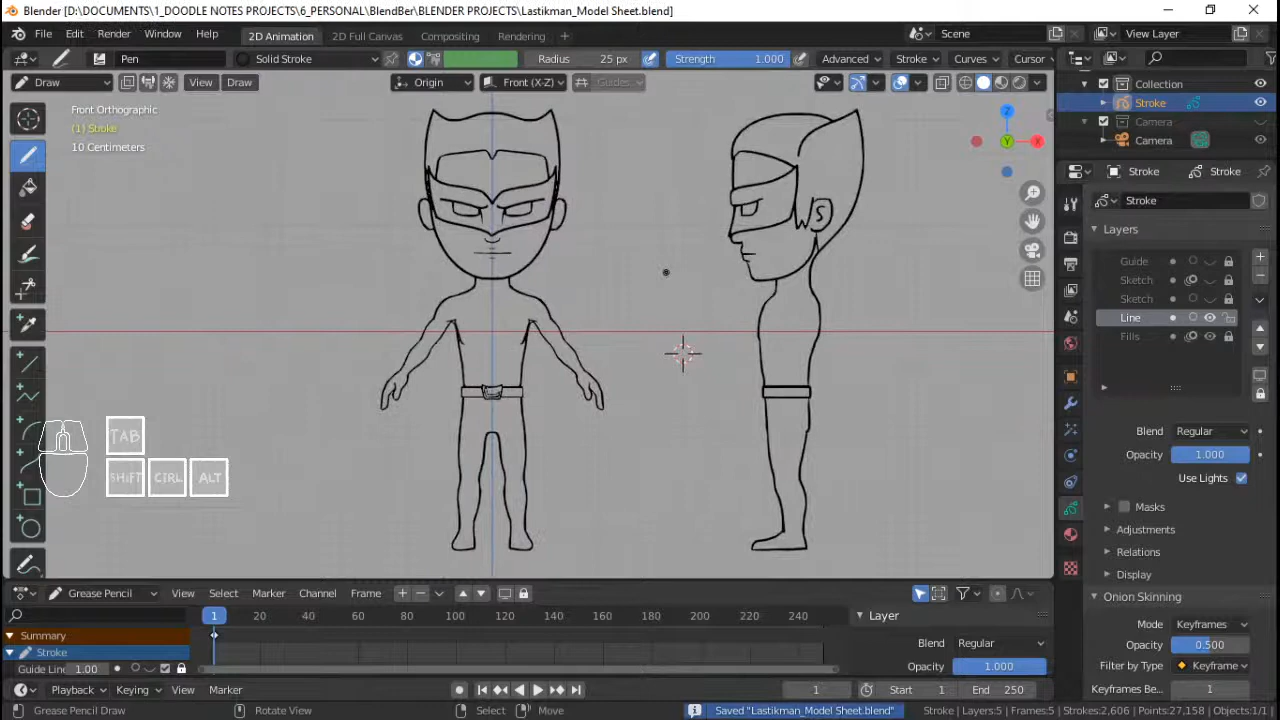 Blender [D:\DOCUMENTS\1_DOODLE NOTES PROJECTS\6_PERSONAL\BlendBer\BLENDER PROJECTS\Lastikman_Model Sheet.blend]
File Edit Render Window Help 2D Animation 2D Full Canvas Compositing Rendering Scene View Layer
Pen Solid Stroke Radius 25 px Strength 1.000 Advanced Stroke Curves Cursor
Draw View Draw Origin Front (X-Z) Guides
Collection
Stroke
Camera
Camera
Front Orthographic
(1) Stroke
10 Centimeters
Z
X
Y
Stroke Stroke
Stroke
Layers
Guide
Sketch
Sketch
Line
Fills
Blend Regular
Opacity 1.000
Use Lights
Masks
Adjustments
Relations
Display
Onion Skinning
Mode Keyframes
Opacity 0.500
Filter by Type Keyframe
Keyframes Be... 1
TAB
SHiFT CTRL ALT
Grease Pencil View Select Marker Channel Frame
1 20 40 60 80 100 120 140 160 180 200 220 240
Summary
Stroke
Guide Line 1.00
Layer
Blend Regular
Opacity 1.000
Playback Keying View Marker 1 Start 1 End 250
Grease Pencil Draw Rotate View Select Move Saved "Lastikman_Model Sheet.blend" Stroke | Layers:5 | Frames:5 | Strokes:2,606 | Points:27,158 | Objects:1/1